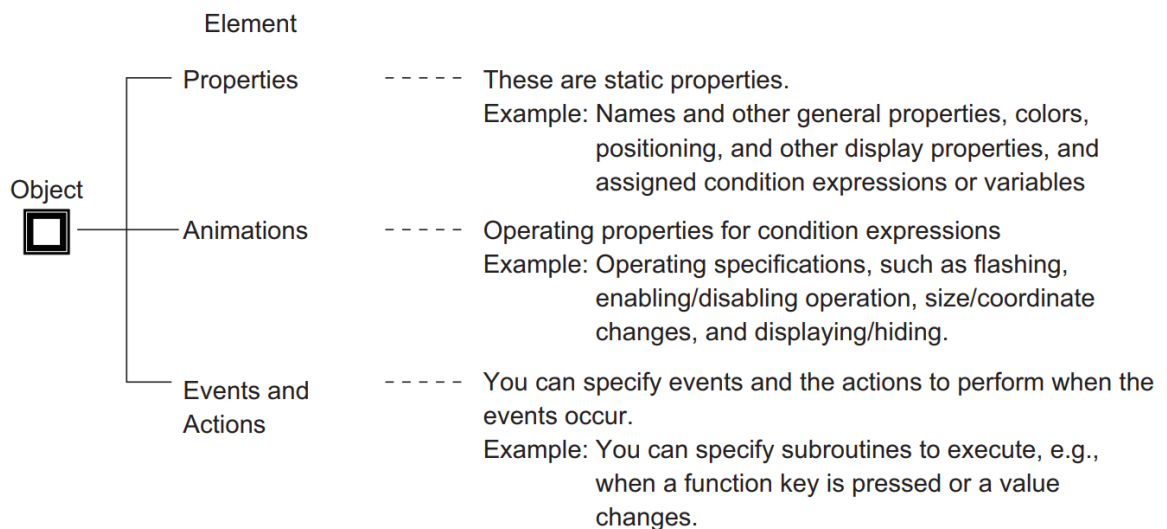 Element
Properties
These are static properties.
Example: Names and other general properties, colors,
positioning, and other display properties, and
assigned condition expressions or variables
Object
Animations
Operating properties for condition expressions
Example: Operating specifications, such as flashing,
enabling/disabling operation, size/coordinate
changes, and displaying/hiding.
Events and
Actions
You can specify events and the actions to perform when the
events occur.
Example: You can specify subroutines to execute, e.g.,
when a function key is pressed or a value
changes.